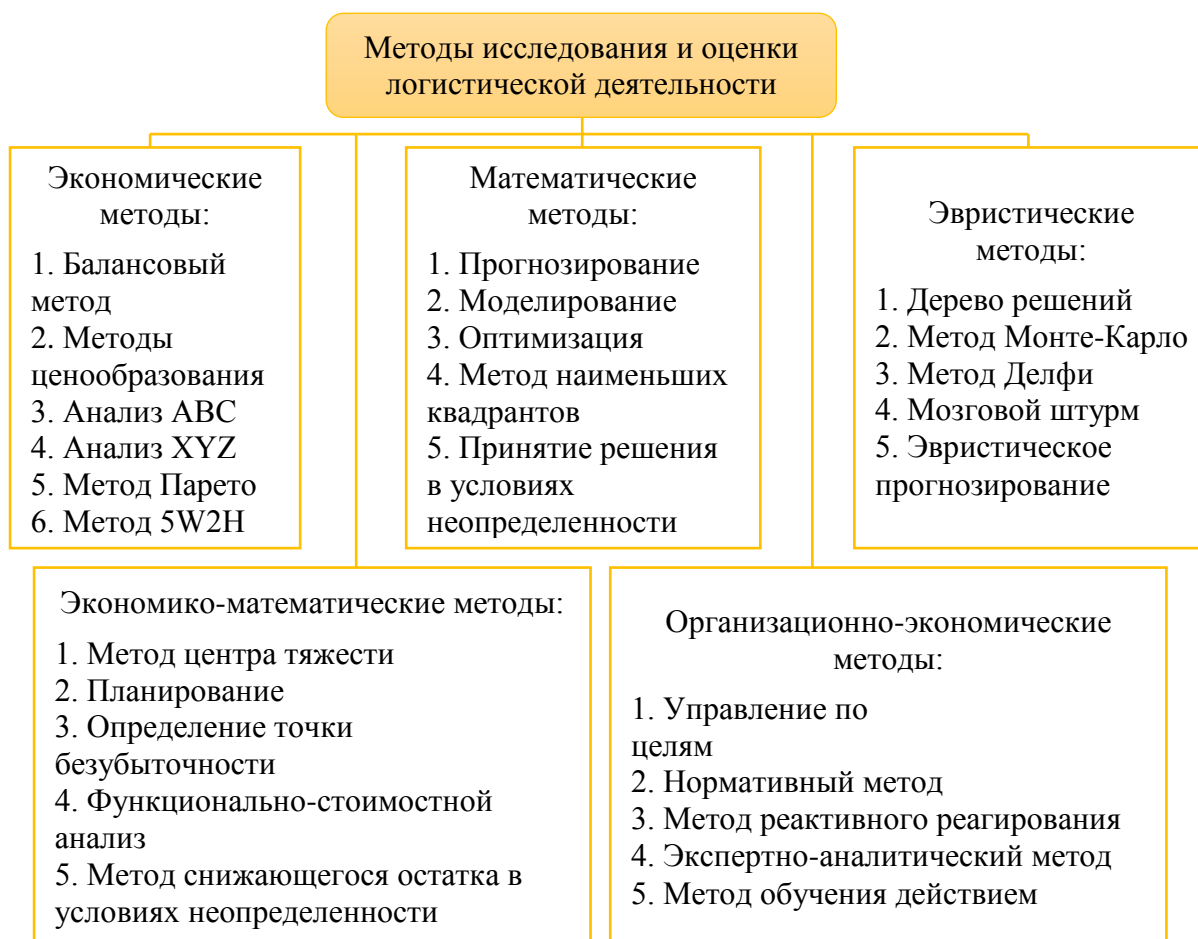 Методы исследования и оценки
логистической деятельности
Экономические
методы:
1. Балансовый
метод
2. Методы
ценообразования
3. Анализ ABC
4. Анализ XYZ
5. Метод Парето
6. Метод 5W2H
Математические
методы:
1. Прогнозирование
2. Моделирование
3. Оптимизация
4. Метод наименьших
квадрантов
5. Принятие решения
в условиях
неопределенности
Эвристические
методы:
1. Дерево решений
2. Метод Монте-Карло
3. Метод Делфи
4. Мозговой штурм
5. Эвристическое
прогнозирование
Экономико-математические методы:
1. Метод центра тяжести
2. Планирование
3. Определение точки
безубыточности
4. Функционально-стоимостной
анализ
5. Метод снижающегося остатка в
условиях неопределенности
Организационно-экономические
методы:
1. Управление по
целям
2. Нормативный метод
3. Метод реактивного реагирования
4. Экспертно-аналитический метод
5. Метод обучения действием